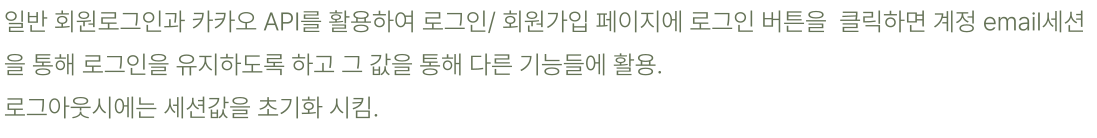 일반 회원로그인과 카카오 API를 활용하여 로그인/ 회원가입 페이지에 로그인 버튼을  클릭하면 계정 email세션
을 통해 로그인을 유지하도록 하고 그 값을 통해 다른 기능들에 활용.
로그아웃시에는 세션값을 초기화 시킴.